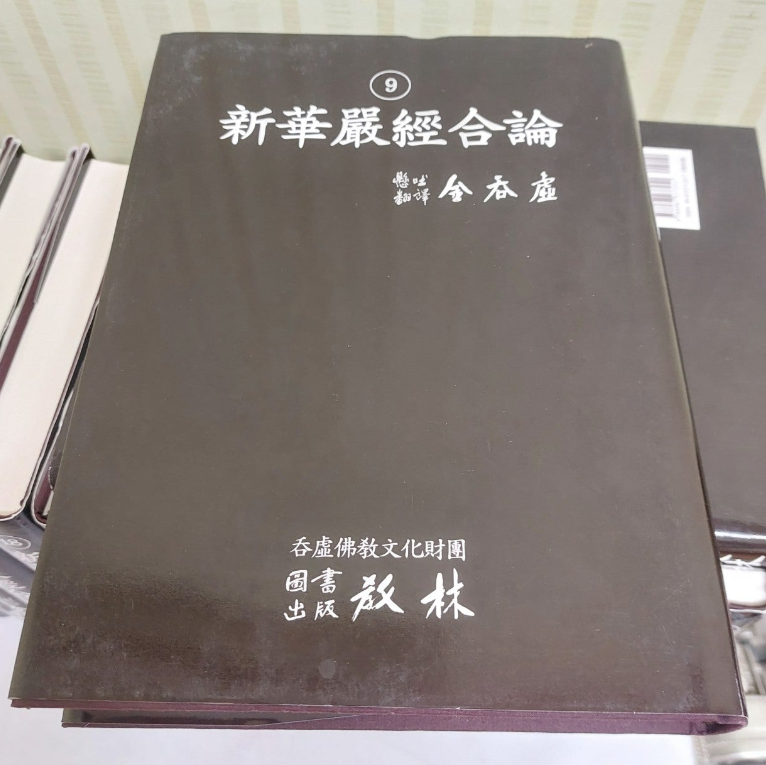 9
新華嚴經合論
懸吐
翻譯 金呑虛
呑虛佛敎文化財團
圖書
出版 敎林